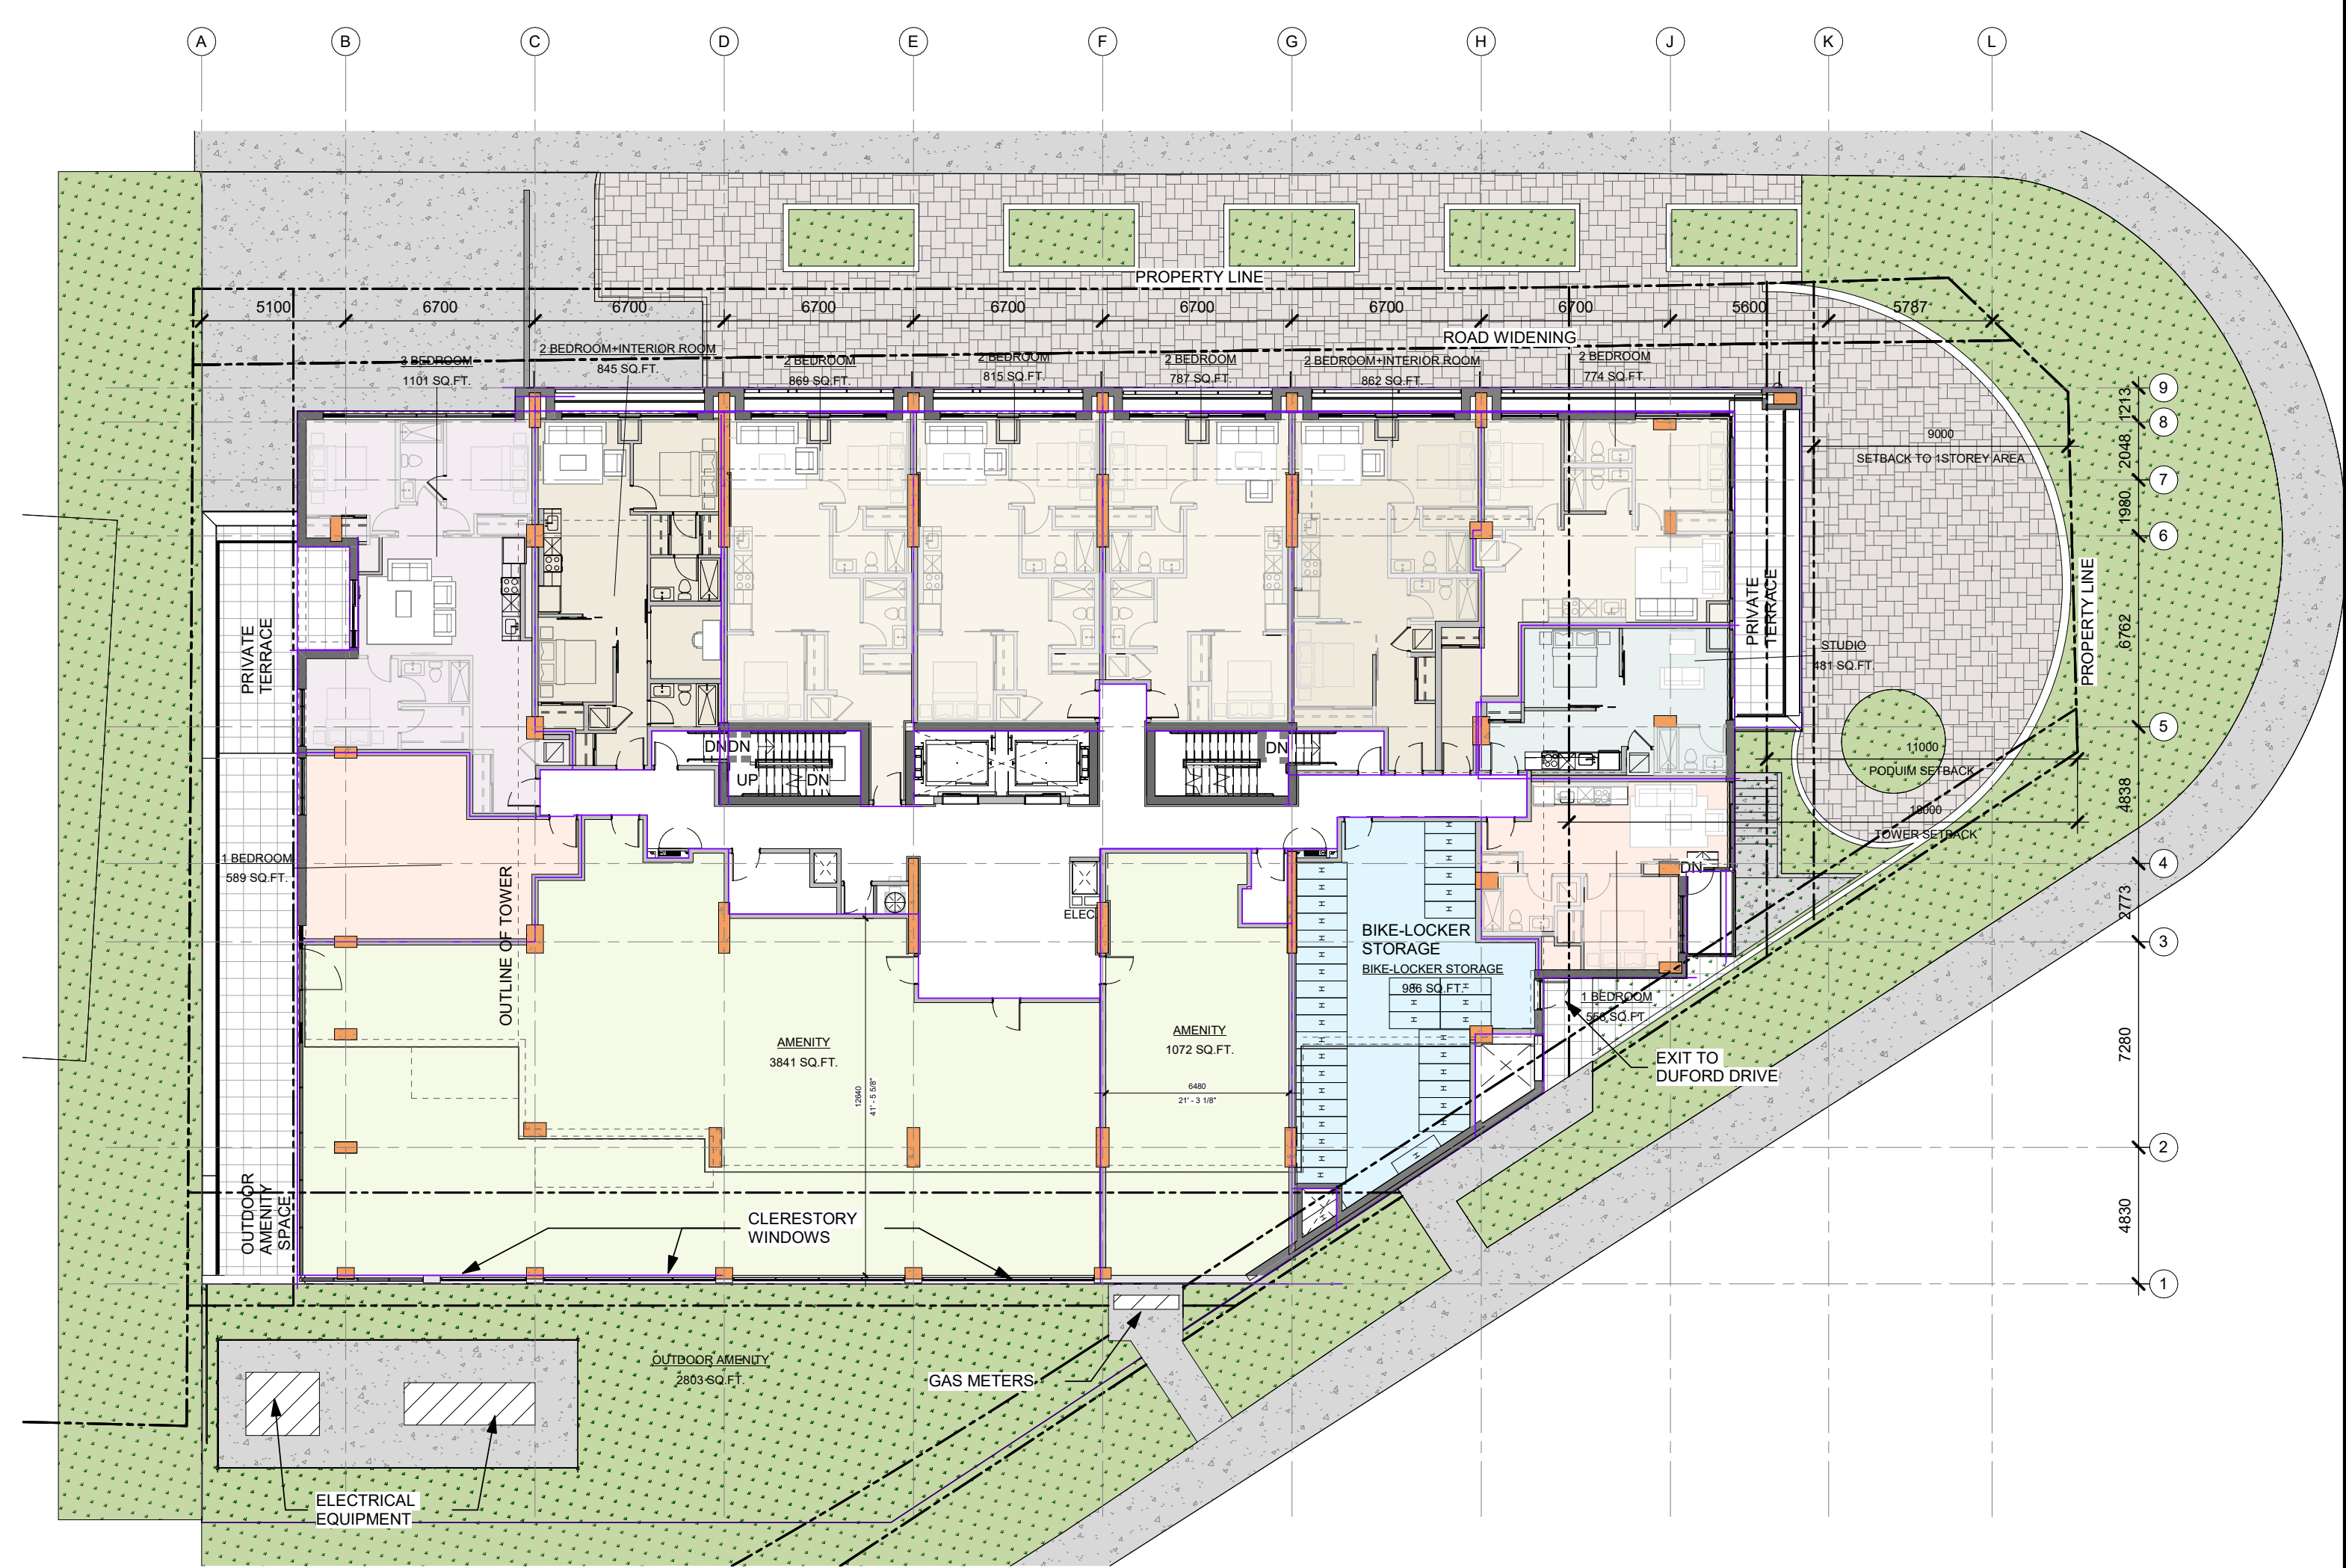 A B C D E F G H J K L
PROPERTY LINE
5100 6700 6700 6700 6700 6700 6700 6700 5600 5787
ROAD WIDENING
3 BEDROOM
1101 SQ.FT.
2 BEDROOM+INTERIOR ROOM
845 SQ.FT.
2 BEDROOM
869 SQ.FT.
2 BEDROOM
815 SQ.FT.
2 BEDROOM
787 SQ.FT.
2 BEDROOM+INTERIOR ROOM
862 SQ.FT.
2 BEDROOM
774 SQ.FT.
9
1213
8
2048
7
1980
6
6762
5
4838
4
2773
3
7280
2
4830
1
9000
SETBACK TO 1STOREY AREA
PRIVATE
TERRACE
PRIVATE
TERRACE
PROPERTY LINE
STUDIO
481 SQ.FT.
11000
PODUIM SETBACK
18000
TOWER SETBACK
DN DN
UP
DN
DN
DN
1 BEDROOM
589 SQ.FT.
OUTLINE OF TOWER
ELEC
BIKE-LOCKER
STORAGE
BIKE-LOCKER STORAGE
986 SQ.FT.
1 BEDROOM
558 SQ.FT.
EXIT TO
DUFORD DRIVE
AMENITY
3841 SQ.FT.
12640
41' - 5 5/8"
AMENITY
1072 SQ.FT.
6480
21' - 3 1/8"
OUTDOOR
AMENITY
SPACE
CLERESTORY
WINDOWS
OUTDOOR AMENITY
2803 SQ.FT.
GAS METERS
ELECTRICAL
EQUIPMENT